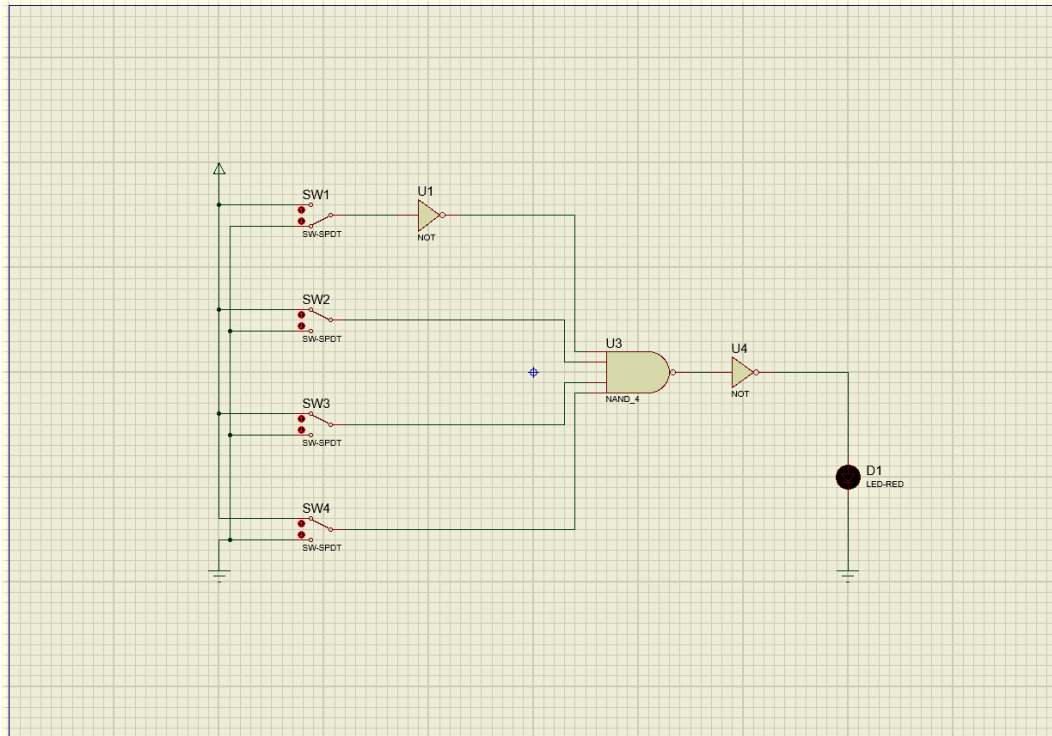 SW1
SW-SPDT
U1
NOT
SW2
SW-SPDT
U3
NAND_4
U4
NOT
SW3
SW-SPDT
D1
LED-RED
SW4
SW-SPDT